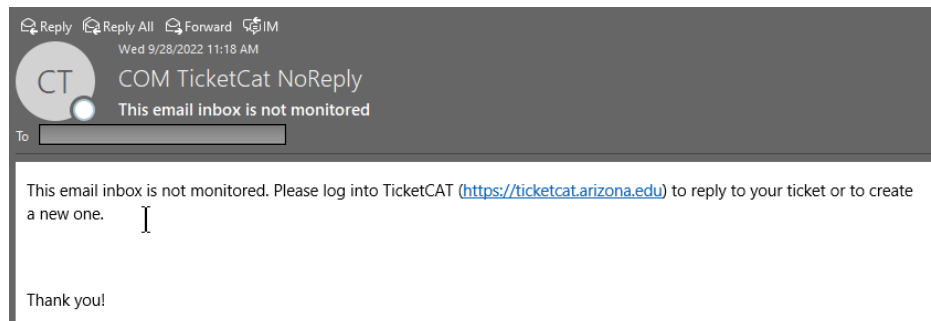 Reply Reply All Forward IM
Wed 9/28/2022 11:18 AM
CT
COM TicketCat NoReply
This email inbox is not monitored
To
This email inbox is not monitored. Please log into TicketCAT (https://ticketcat.arizona.edu) to reply to your ticket or to create
a new one.
Thank you!